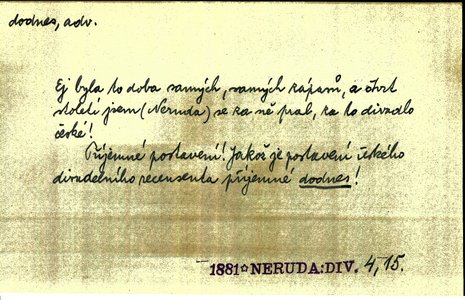 dodnes, adv.
Ej byla to doba samých, samých zápasů, a čtvrt
století jsem (Neruda) se za ně pral, za to divadlo
české!
Příjemné postavení! Jakož je postavení českého
divadelního recensenta příjemné dodnes!
1881☆NERUDA:DIV. 4,15.